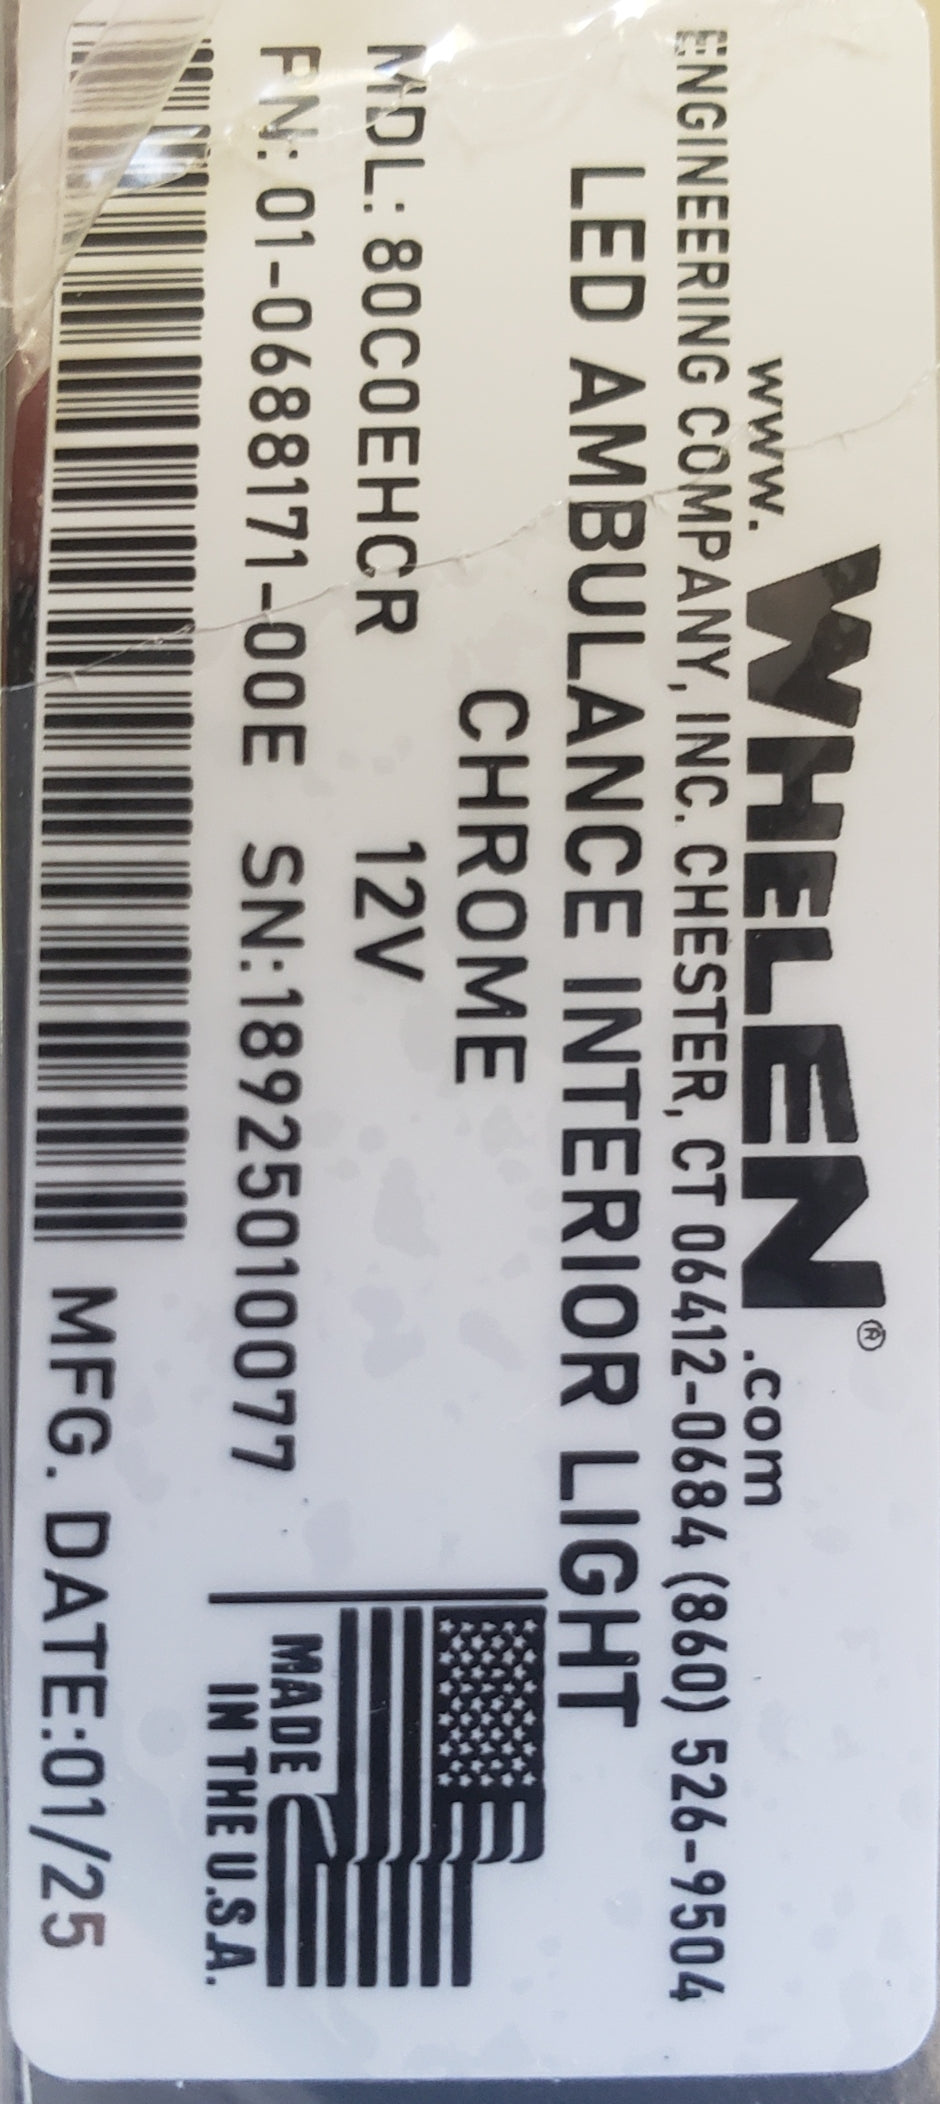 www.WHELEN®.com
ENGINEERING COMPANY, INC. CHESTER, CT 06412-0684 (860) 526-9504
LED AMBULANCE INTERIOR LIGHT
CHROME
MDL: 80C0EHCR 12V
PN: 01-0688171-00E SN:18925010077
MADE
IN THE U.S.A.
MFG. DATE:01/25